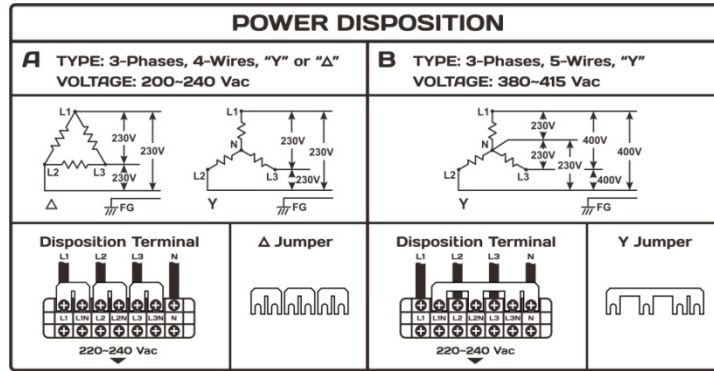 POWER DISPOSITION
A TYPE: 3-Phases, 4-Wires, “Y” or “Δ”
VOLTAGE: 200~240 Vac
B TYPE: 3-Phases, 5-Wires, “Y”
VOLTAGE: 380~415 Vac
L1
230V
230V
L2
L3
230V
Δ
FG
L1
230V
230V
N
L2
L3
230V
Y
FG
L1
230V
400V
400V
N
230V
230V
L2
L3
400V
Y
FG
Disposition Terminal
L1 L2 L3 N
L1 L1N L2 L2N L3 L3N N
220~240 Vac
Δ Jumper
Disposition Terminal
L1 L2 L3 N
L1 L1N L2 L2N L3 L3N N
220~240 Vac
Y Jumper